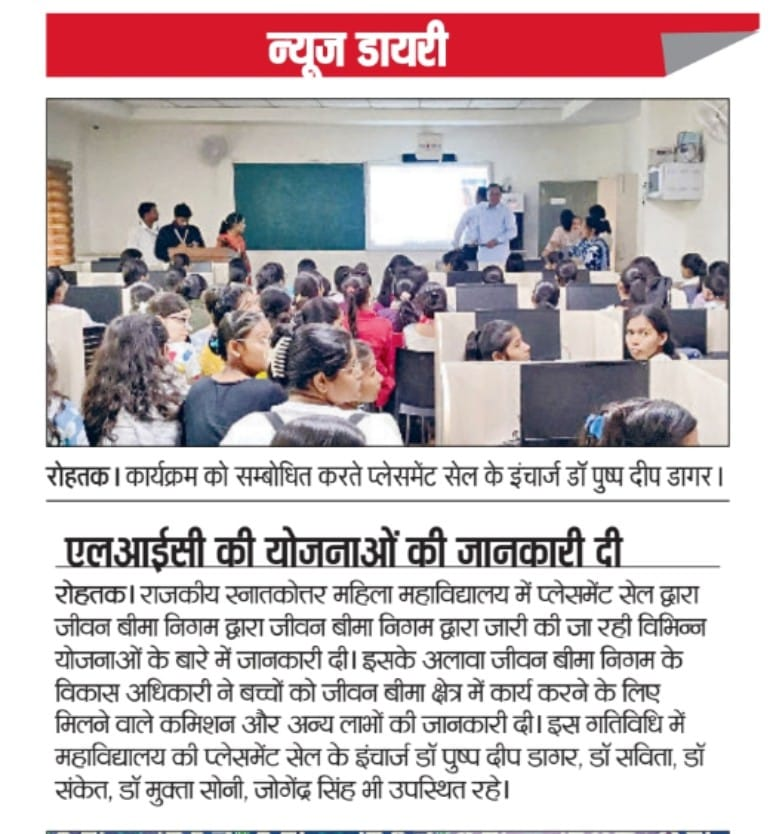 न्यूज डायरी
रोहतक। कार्यक्रम को सम्बोधित करते प्लेसमेंट सेल के इंचार्ज डॉ पुष्प दीप डागर।
एलआईसी की योजनाओं की जानकारी दी
रोहतक। राजकीय स्नातकोत्तर महिला महाविद्यालय में प्लेसमेंट सेल द्वारा
जीवन बीमा निगम द्वारा जीवन बीमा निगम द्वारा जारी की जा रही विभिन्न
योजनाओं के बारे में जानकारी दी। इसके अलावा जीवन बीमा निगम के
विकास अधिकारी ने बच्चों को जीवन बीमा क्षेत्र में कार्य करने के लिए
मिलने वाले कमिशन और अन्य लाभों की जानकारी दी। इस गतिविधि में
महाविद्यालय की प्लेसमेंट सेल के इंचार्ज डॉ पुष्प दीप डागर, डॉ सविता, डॉ
संकेत, डॉ मुक्ता सोनी, जोगेंद्र सिंह भी उपस्थित रहे।